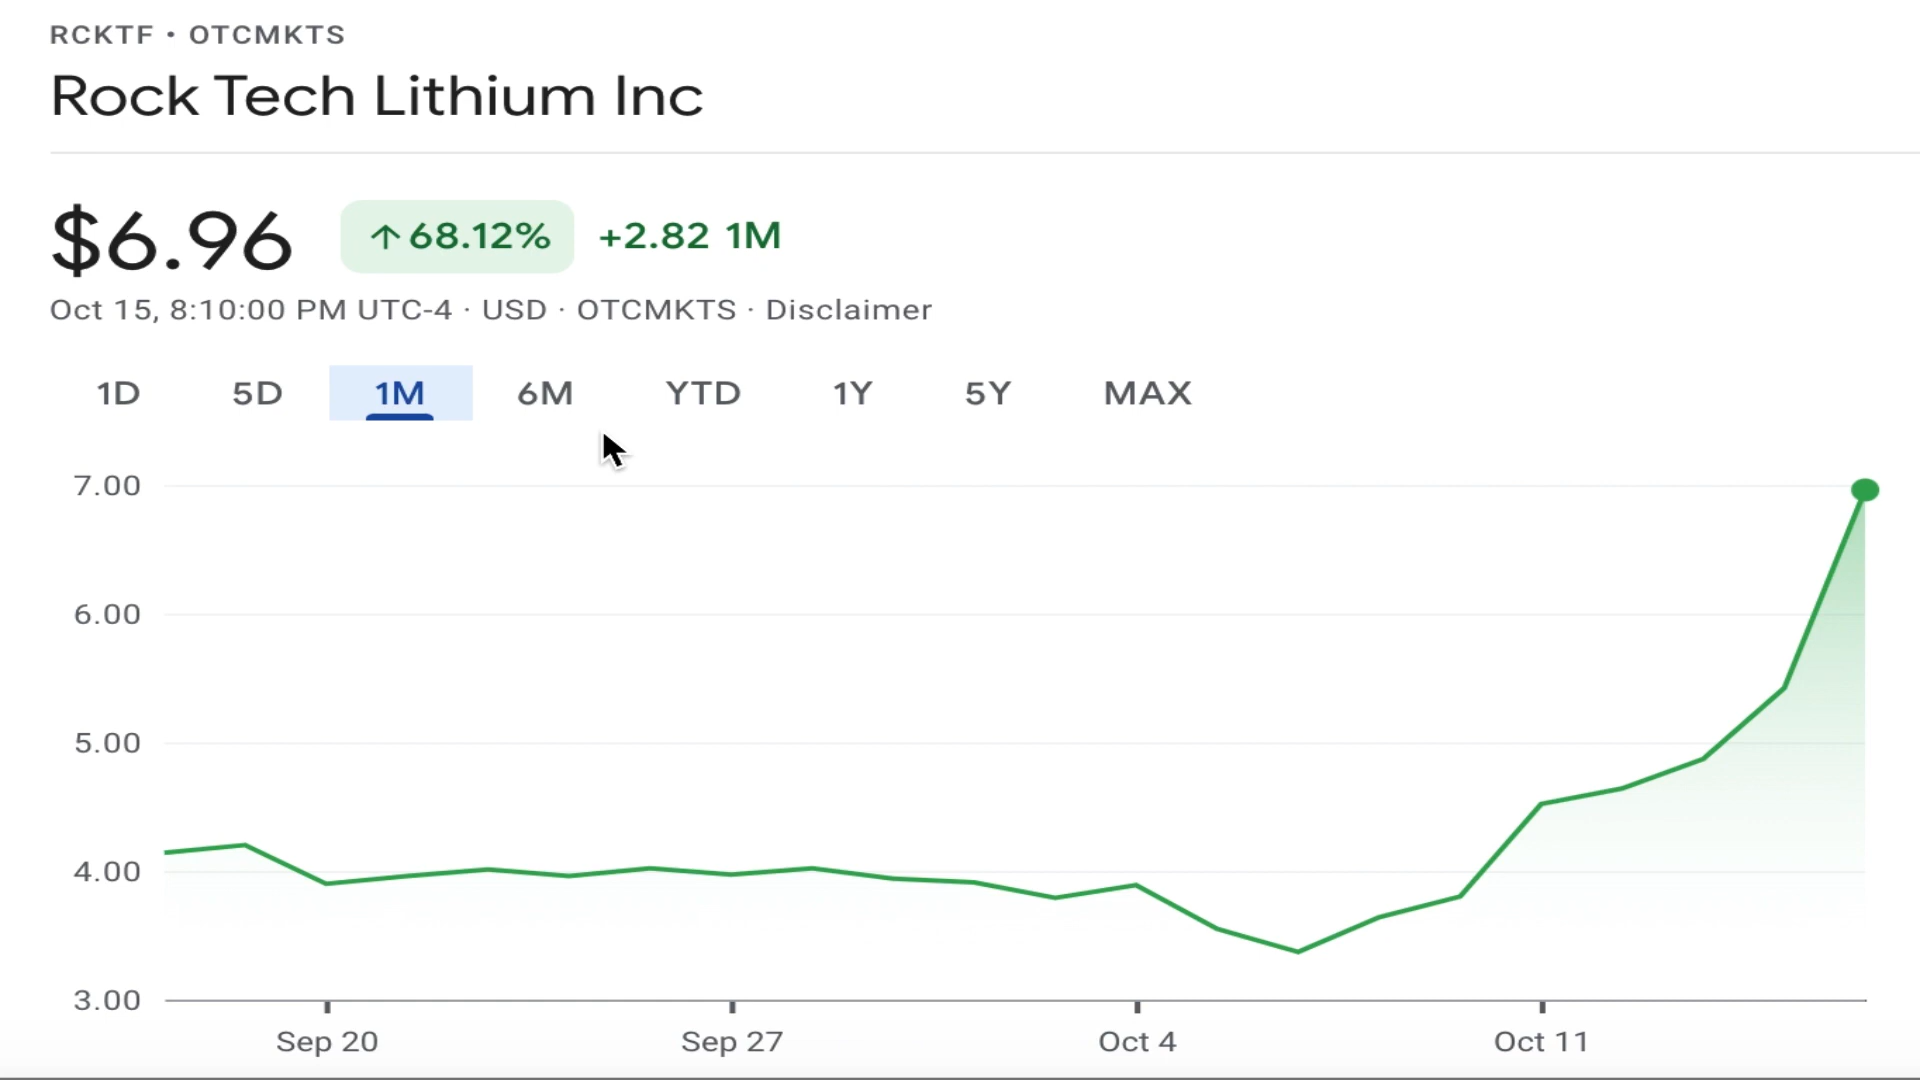 RCKTF • OTCMKTS
Rock Tech Lithium Inc
$6.96 ↑68.12% +2.82 1M
Oct 15, 8:10:00 PM UTC-4 · USD · OTCMKTS · Disclaimer
1D 5D 1M 6M YTD 1Y 5Y MAX
7.00
6.00
5.00
4.00
3.00
Sep 20 Sep 27 Oct 4 Oct 11